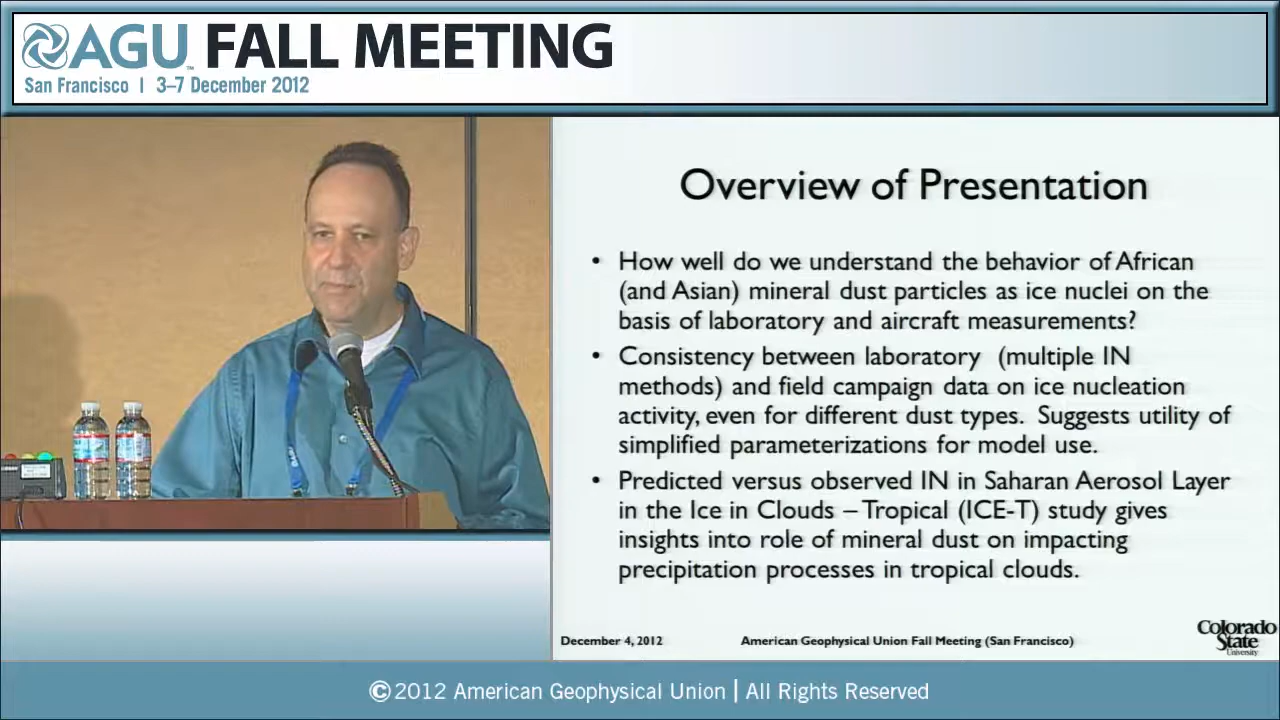 AGU FALL MEETING
San Francisco | 3–7 December 2012
Overview of Presentation
• How well do we understand the behavior of African
(and Asian) mineral dust particles as ice nuclei on the
basis of laboratory and aircraft measurements?
• Consistency between laboratory (multiple IN
methods) and field campaign data on ice nucleation
activity, even for different dust types. Suggests utility of
simplified parameterizations for model use.
• Predicted versus observed IN in Saharan Aerosol Layer
in the Ice in Clouds – Tropical (ICE-T) study gives
insights into role of mineral dust on impacting
precipitation processes in tropical clouds.
December 4, 2012
American Geophysical Union Fall Meeting (San Francisco)
Colorado
State
University
©2012 American Geophysical Union | All Rights Reserved